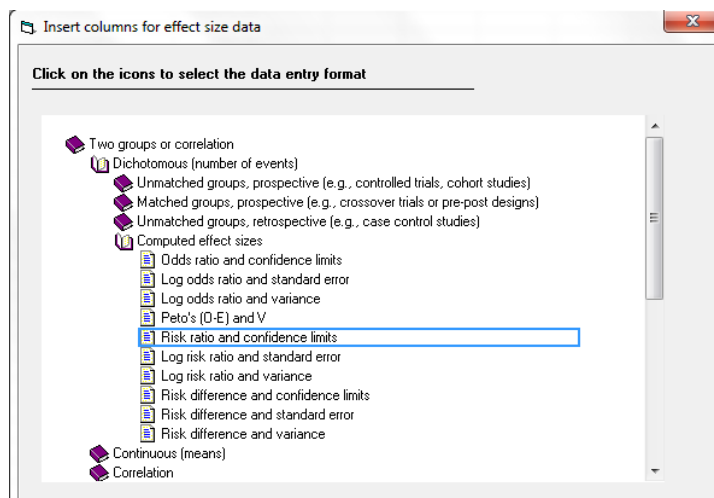 Insert columns for effect size data
Click on the icons to select the data entry format
Two groups or correlation
Dichotomous (number of events)
Unmatched groups, prospective (e.g., controlled trials, cohort studies)
Matched groups, prospective (e.g., crossover trials or pre-post designs)
Unmatched groups, retrospective (e.g., case control studies)
Computed effect sizes
Odds ratio and confidence limits
Log odds ratio and standard error
Log odds ratio and variance
Peto's (O-E) and V
Risk ratio and confidence limits
Log risk ratio and standard error
Log risk ratio and variance
Risk difference and confidence limits
Risk difference and standard error
Risk difference and variance
Continuous (means)
Correlation